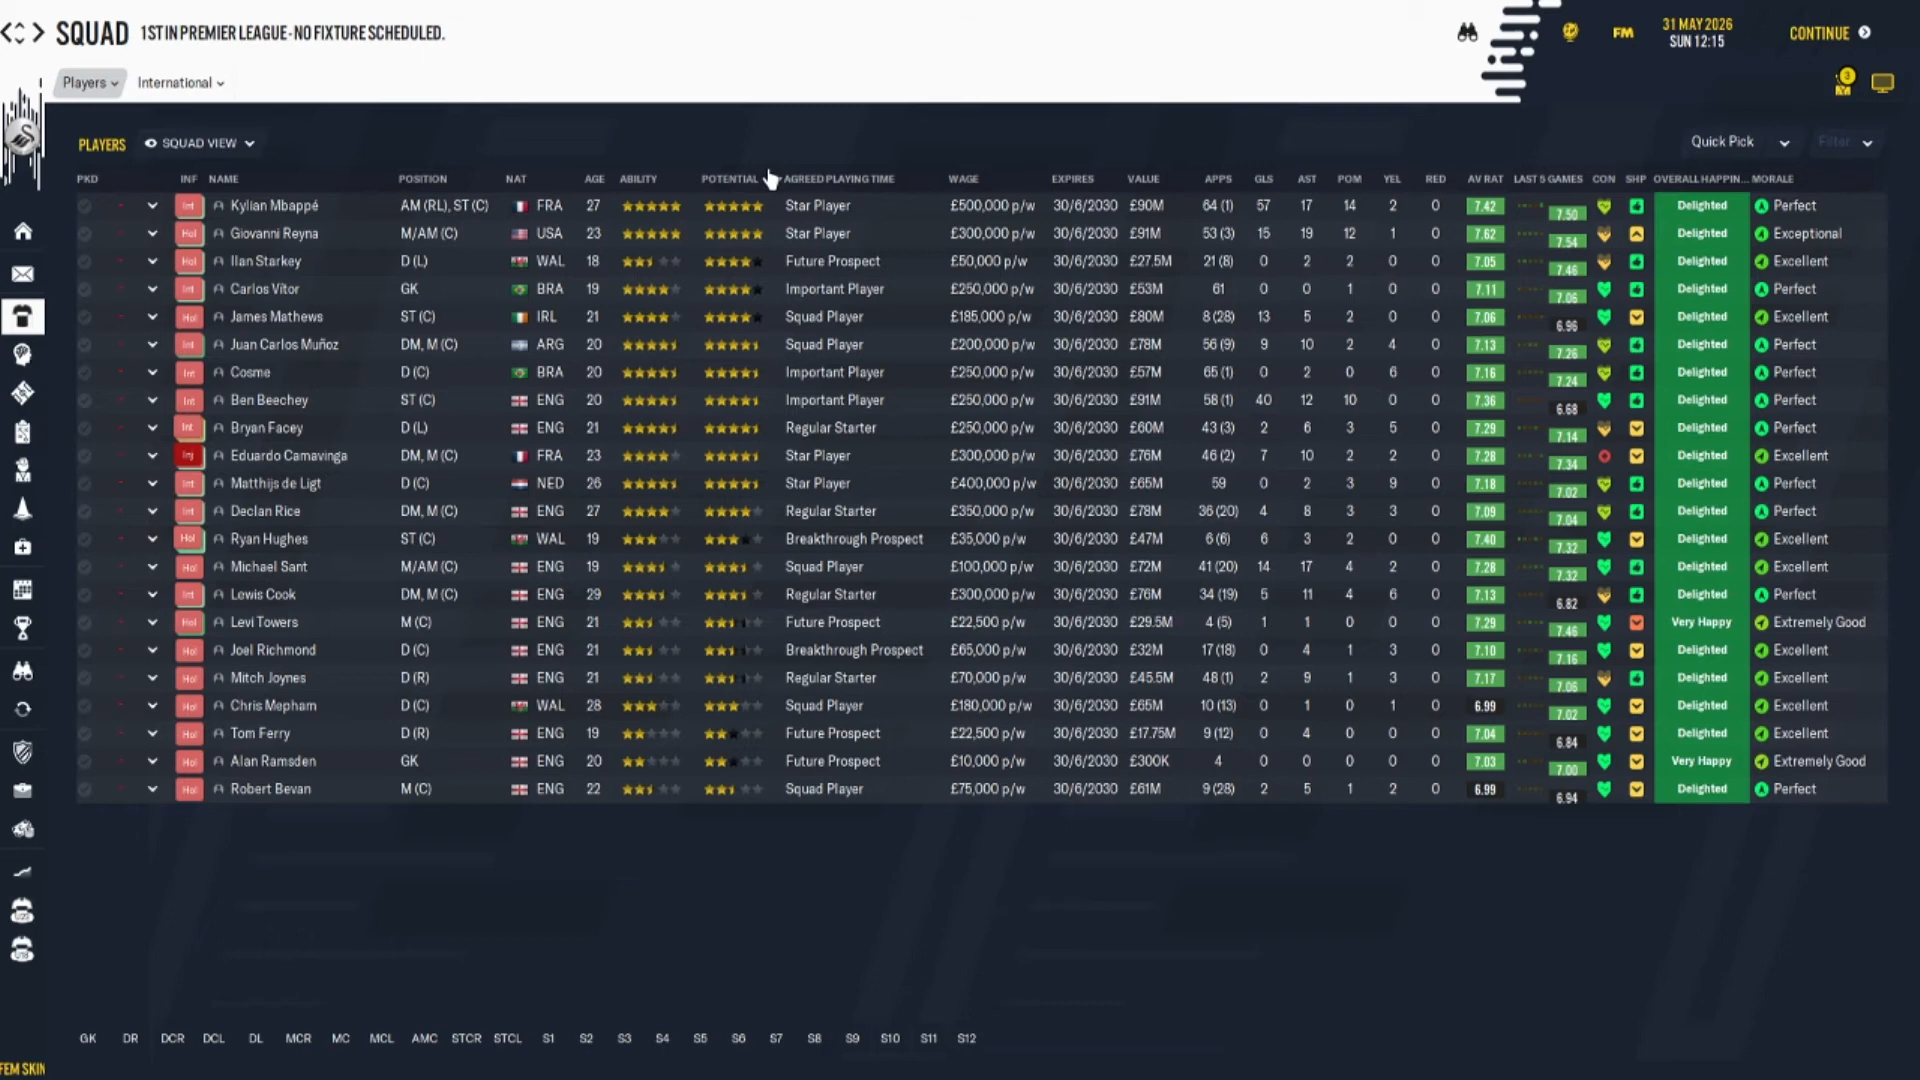 SQUAD 1ST IN PREMIER LEAGUE - NO FIXTURE SCHEDULED.
FM 31 MAY 2026 SUN 12:15 CONTINUE
Players International
3
PLAYERS SQUAD VIEW Quick Pick Filter
PKD INF NAME POSITION NAT AGE ABILITY POTENTIAL AGREED PLAYING TIME WAGE EXPIRES VALUE APPS GLS AST POM YEL RED AV RAT LAST 5 GAMES CON SHP OVERALL HAPPIN... MORALE
Int Kylian Mbappé AM (RL), ST (C) FRA 27 Star Player £500,000 p/w 30/6/2030 £90M 64 (1) 57 17 14 2 0 7.42 7.50 Delighted Perfect
Hol Giovanni Reyna M/AM (C) USA 23 Star Player £300,000 p/w 30/6/2030 £91M 53 (3) 15 19 12 1 0 7.62 7.54 Delighted Exceptional
Hol Ilan Starkey D (L) WAL 18 Future Prospect £50,000 p/w 30/6/2030 £27.5M 21 (8) 0 2 2 0 0 7.05 7.46 Delighted Excellent
Int Carlos Vítor GK BRA 19 Important Player £250,000 p/w 30/6/2030 £53M 61 0 0 1 0 0 7.11 7.06 Delighted Perfect
Hol James Mathews ST (C) IRL 21 Squad Player £185,000 p/w 30/6/2030 £80M 8 (28) 13 5 2 0 0 7.06 6.96 Delighted Excellent
Int Juan Carlos Muñoz DM, M (C) ARG 20 Squad Player £200,000 p/w 30/6/2030 £78M 56 (9) 9 10 2 4 0 7.13 7.26 Delighted Perfect
Int Cosme D (C) BRA 20 Important Player £250,000 p/w 30/6/2030 £57M 65 (1) 0 2 0 6 0 7.16 7.24 Delighted Perfect
Int Ben Beechey ST (C) ENG 20 Important Player £250,000 p/w 30/6/2030 £91M 58 (1) 40 12 10 2 0 7.36 6.68 Delighted Perfect
Int Bryan Facey D (L) ENG 21 Regular Starter £250,000 p/w 30/6/2030 £60M 43 (3) 2 6 3 5 0 7.29 7.14 Delighted Perfect
Inj Eduardo Camavinga DM, M (C) FRA 23 Star Player £300,000 p/w 30/6/2030 £76M 46 (2) 7 10 2 2 0 7.28 7.34 Delighted Excellent
Int Matthijs de Ligt D (C) NED 26 Star Player £400,000 p/w 30/6/2030 £65M 59 0 2 3 9 0 7.18 7.02 Delighted Perfect
Int Declan Rice DM, M (C) ENG 27 Regular Starter £350,000 p/w 30/6/2030 £78M 36 (20) 4 8 3 3 0 7.09 7.04 Delighted Perfect
Hol Ryan Hughes ST (C) WAL 19 Breakthrough Prospect £35,000 p/w 30/6/2030 £47M 6 (6) 6 3 2 0 0 7.40 7.32 Delighted Excellent
Hol Michael Sant M/AM (C) ENG 19 Squad Player £100,000 p/w 30/6/2030 £72M 41 (20) 14 17 4 2 0 7.28 7.32 Delighted Excellent
Int Lewis Cook DM, M (C) ENG 29 Regular Starter £300,000 p/w 30/6/2030 £76M 34 (19) 5 11 4 6 0 7.13 6.82 Delighted Perfect
Hol Levi Towers M (C) ENG 21 Future Prospect £22,500 p/w 30/6/2030 £29.5M 4 (5) 1 1 0 0 0 7.29 7.46 Very Happy Extremely Good
Hol Joel Richmond D (C) ENG 21 Breakthrough Prospect £65,000 p/w 30/6/2030 £32M 17 (18) 0 4 1 3 0 7.10 7.16 Delighted Excellent
Hol Mitch Joynes D (R) ENG 21 Regular Starter £70,000 p/w 30/6/2030 £45.5M 48 (1) 2 9 1 3 0 7.17 7.06 Delighted Excellent
Hol Chris Mepham D (C) WAL 28 Squad Player £180,000 p/w 30/6/2030 £65M 10 (13) 0 1 0 1 0 6.99 7.02 Delighted Excellent
Hol Tom Ferry D (R) ENG 19 Future Prospect £22,500 p/w 30/6/2030 £17.75M 9 (12) 0 4 0 0 0 7.04 6.84 Delighted Excellent
Hol Alan Ramsden GK ENG 20 Future Prospect £10,000 p/w 30/6/2030 £300K 4 0 0 0 0 0 7.03 7.00 Very Happy Extremely Good
Hol Robert Bevan M (C) ENG 22 Squad Player £75,000 p/w 30/6/2030 £61M 9 (28) 2 5 1 2 0 6.99 6.94 Delighted Perfect
GK DR DCR DCL DL MCR MC MCL AMC STCR STCL S1 S2 S3 S4 S5 S6 S7 S8 S9 S10 S11 S12
FEM SKIN